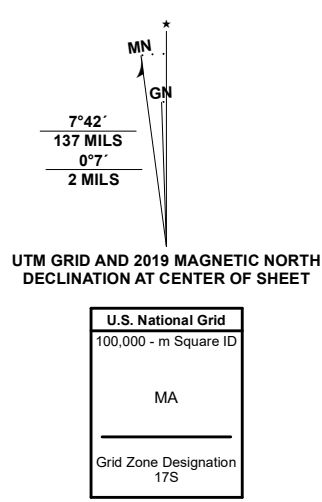 MN
GN
7°42´
137 MILS
0°7´
2 MILS
UTM GRID AND 2019 MAGNETIC NORTH
DECLINATION AT CENTER OF SHEET
U.S. National Grid
100,000 - m Square ID
MA
Grid Zone Designation
17S